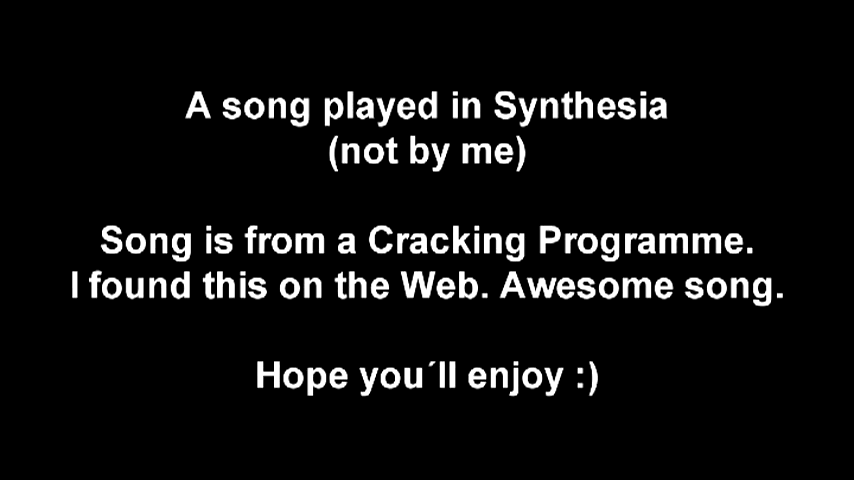 A song played in Synthesia
(not by me)
Song is from a Cracking Programme.
I found this on the Web. Awesome song.
Hope you´ll enjoy :)